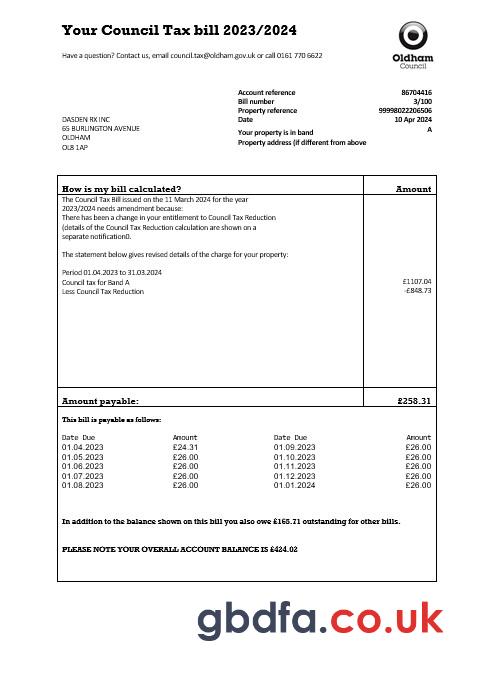 Your Council Tax bill 2023/2024
Have a question? Contact us, email council.tax@oldham.gov.uk or call 0161 770 6622
Oldham
Council
Account reference 86704416
Bill number 3/100
Property reference 99998022206506
Date 10 Apr 2024
Your property is in band A
Property address (if different from above
DASDEN RX INC
65 BURLINGTON AVENUE
OLDHAM
OL8 1AP
How is my bill calculated? Amount
The Council Tax Bill issued on the 11 March 2024 for the year
2023/2024 needs amendment because:
There has been a change in your entitlement to Council Tax Reduction
(details of the Council Tax Reduction calculation are shown on a
separate notification0.
The statement below gives revised details of the charge for your property:
Period 01.04.2023 to 31.03.2024
Council tax for Band A £1107.04
Less Council Tax Reduction -£848.73
Amount payable: £258.31
This bill is payable as follows:
Date Due Amount Date Due Amount
01.04.2023 £24.31 01.09.2023 £26.00
01.05.2023 £26.00 01.10.2023 £26.00
01.06.2023 £26.00 01.11.2023 £26.00
01.07.2023 £26.00 01.12.2023 £26.00
01.08.2023 £26.00 01.01.2024 £26.00
In addition to the balance shown on this bill you also owe £165.71 outstanding for other bills.
PLEASE NOTE YOUR OVERALL ACCOUNT BALANCE IS £424.02
gbdfa.co.uk